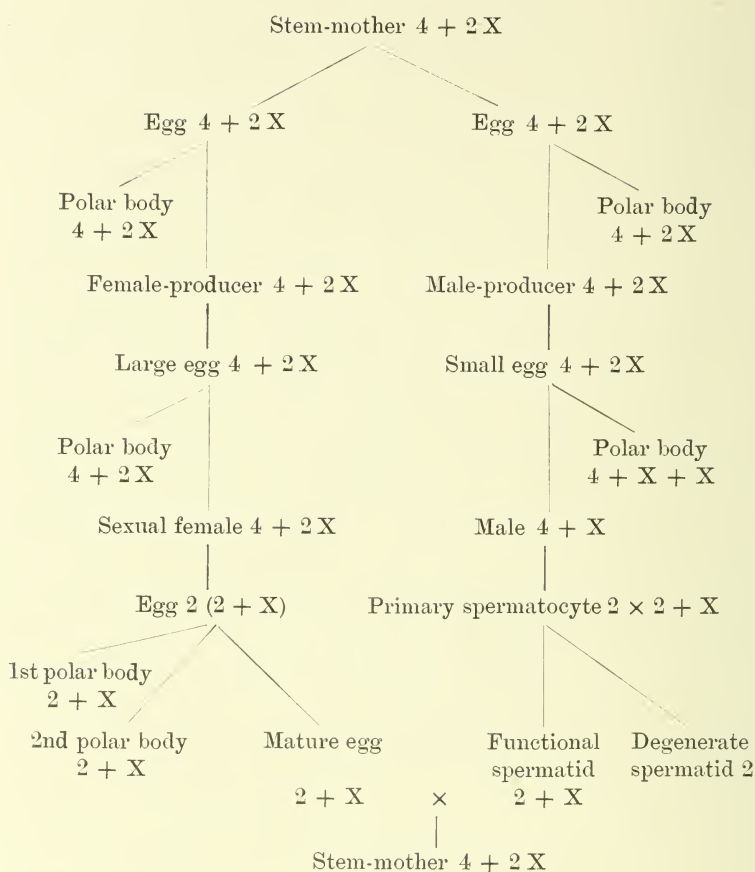 Stem-mother 4 + 2 X
Egg 4 + 2 X
Egg 4 + 2 X
Polar body
4 + 2 X
Polar body
4 + 2 X
Female-producer 4 + 2 X
Male-producer 4 + 2 X
Large egg 4 + 2 X
Small egg 4 + 2 X
Polar body
4 + 2 X
Polar body
4 + X + X
Sexual female 4 + 2 X
Male 4 + X
Egg 2 (2 + X)
Primary spermatocyte 2 × 2 + X
1st polar body
2 + X
2nd polar body
2 + X
Mature egg
2 + X
×
Functional
spermatid
2 + X
Degenerate
spermatid 2
Stem-mother 4 + 2 X